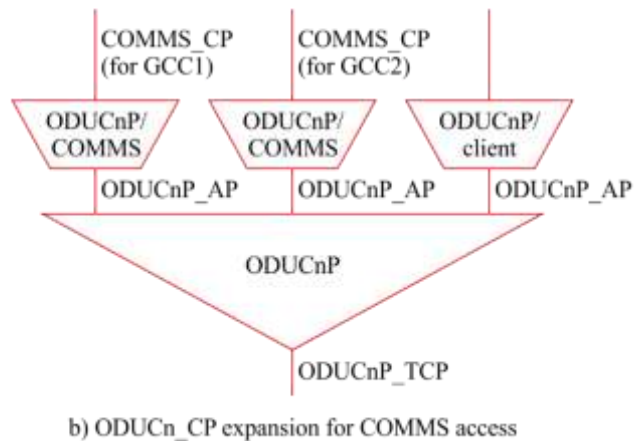 COMMS_CP
(for GCC1)
COMMS_CP
(for GCC2)
ODUCnP/
COMMS
ODUCnP/
COMMS
ODUCnP/
client
ODUCnP_AP
ODUCnP_AP
ODUCnP_AP
ODUCnP
ODUCnP_TCP
b) ODUCn_CP expansion for COMMS access